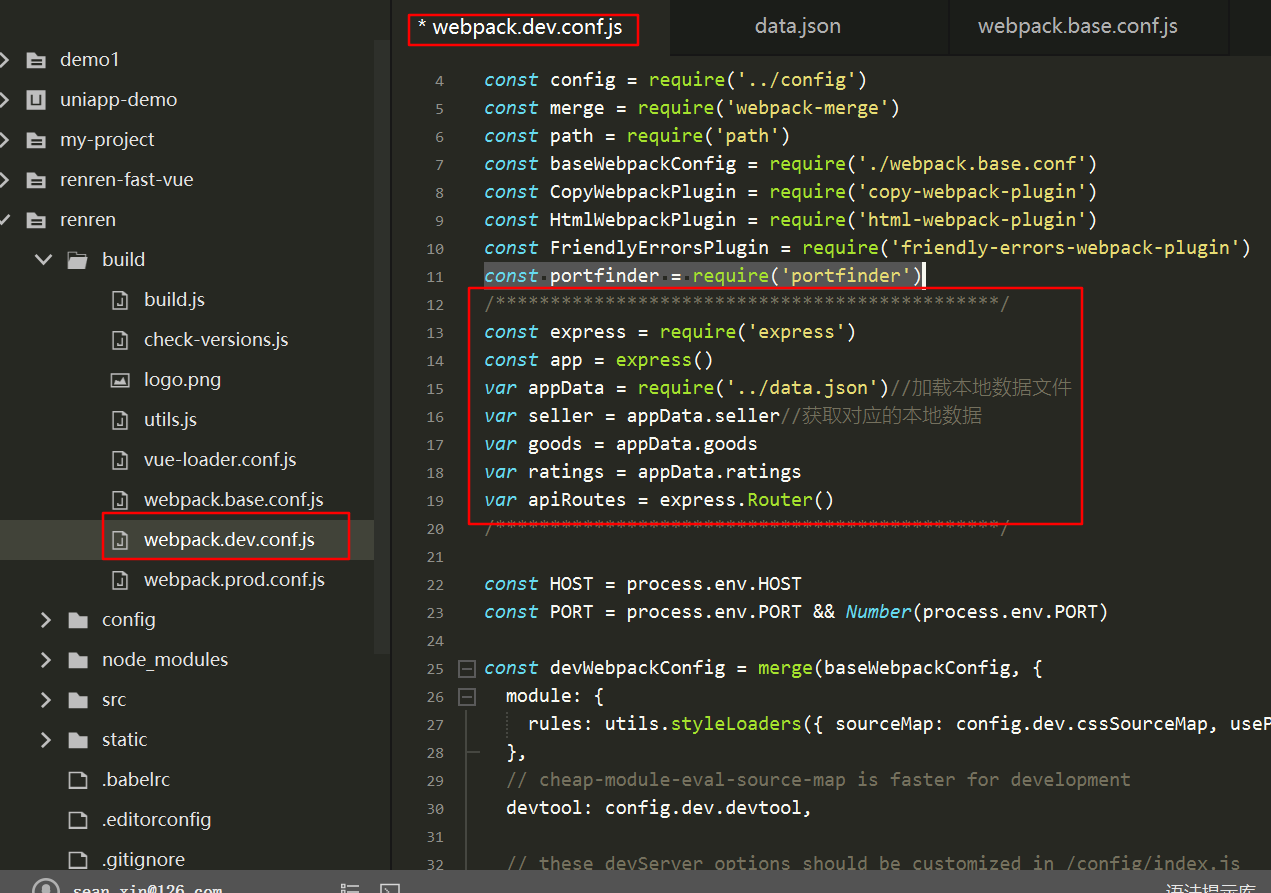 demo1
uniapp-demo
my-project
renren-fast-vue
renren
build
build.js
check-versions.js
logo.png
utils.js
vue-loader.conf.js
webpack.base.conf.js
webpack.dev.conf.js
webpack.prod.conf.js
config
node_modules
src
static
.babelrc
.editorconfig
.gitignore
sean.xin@126.com
* webpack.dev.conf.js
data.json
webpack.base.conf.js
4 const config = require('../config')
5 const merge = require('webpack-merge')
6 const path = require('path')
7 const baseWebpackConfig = require('./webpack.base.conf')
8 const CopyWebpackPlugin = require('copy-webpack-plugin')
9 const HtmlWebpackPlugin = require('html-webpack-plugin')
10 const FriendlyErrorsPlugin = require('friendly-errors-webpack-plugin')
11 const portfinder = require('portfinder')
12 /**********************************************/
13 const express = require('express')
14 const app = express()
15 var appData = require('../data.json')//加载本地数据文件
16 var seller = appData.seller//获取对应的本地数据
17 var goods = appData.goods
18 var ratings = appData.ratings
19 var apiRoutes = express.Router()
20 /**********************************************/
21
22 const HOST = process.env.HOST
23 const PORT = process.env.PORT && Number(process.env.PORT)
24
25 const devWebpackConfig = merge(baseWebpackConfig, {
26 module: {
27 rules: utils.styleLoaders({ sourceMap: config.dev.cssSourceMap, useP
28 },
29 // cheap-module-eval-source-map is faster for development
30 devtool: config.dev.devtool,
31
32 // these devServer options should be customized in /config/index.js
语法提示库